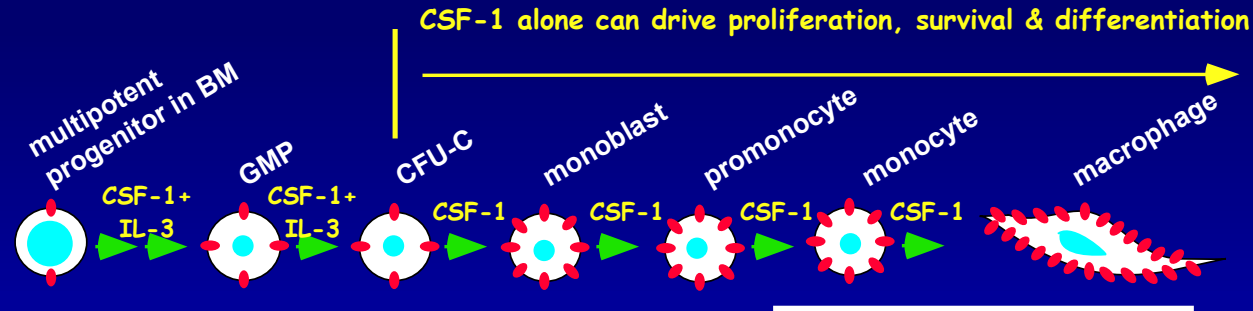 CSF-1 alone can drive proliferation, survival & differentiation
multipotent
progenitor in BM
GMP
CFU-C
monoblast
promonocyte
monocyte
macrophage
CSF-1+
IL-3
CSF-1+
IL-3
CSF-1
CSF-1
CSF-1
CSF-1